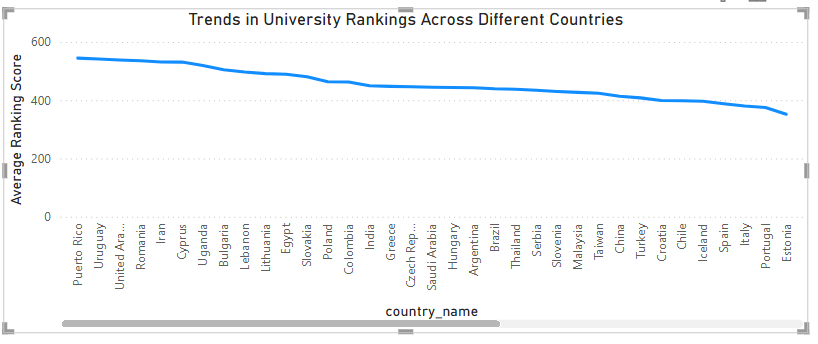 Trends in University Rankings Across Different Countries
Average Ranking Score
600
400
200
0
Puerto Rico
Uruguay
United Ara...
Romania
Iran
Cyprus
Uganda
Bulgaria
Lebanon
Lithuania
Egypt
Slovakia
Poland
Colombia
India
Greece
Czech Rep...
Saudi Arabia
Hungary
Argentina
Brazil
Thailand
Serbia
Slovenia
Malaysia
Taiwan
China
Turkey
Croatia
Chile
Iceland
Spain
Italy
Portugal
Estonia
country_name